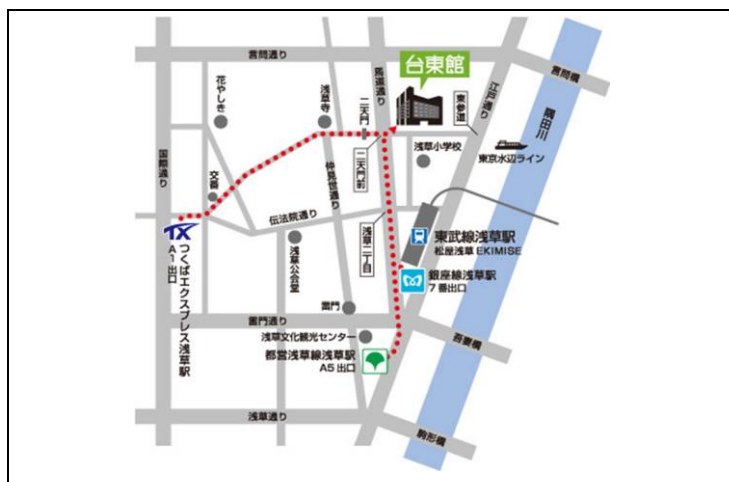 言問通り
花やしき
浅草寺
二天門
馬道通り
台東館
東参道
江戸通り
言問橋
隅田川
国際通り
交番
仲見世通り
二天門前
浅草小学校
東京水辺ライン
伝法院通り
TX
つくばエクスプレス浅草駅
A1出口
浅草公会堂
浅草二丁目
東武線浅草駅
松屋浅草 EKIMISE
銀座線浅草駅
7番出口
雷門
雷門通り
浅草文化観光センター
都営浅草線浅草駅
A5出口
吾妻橋
浅草通り
駒形橋